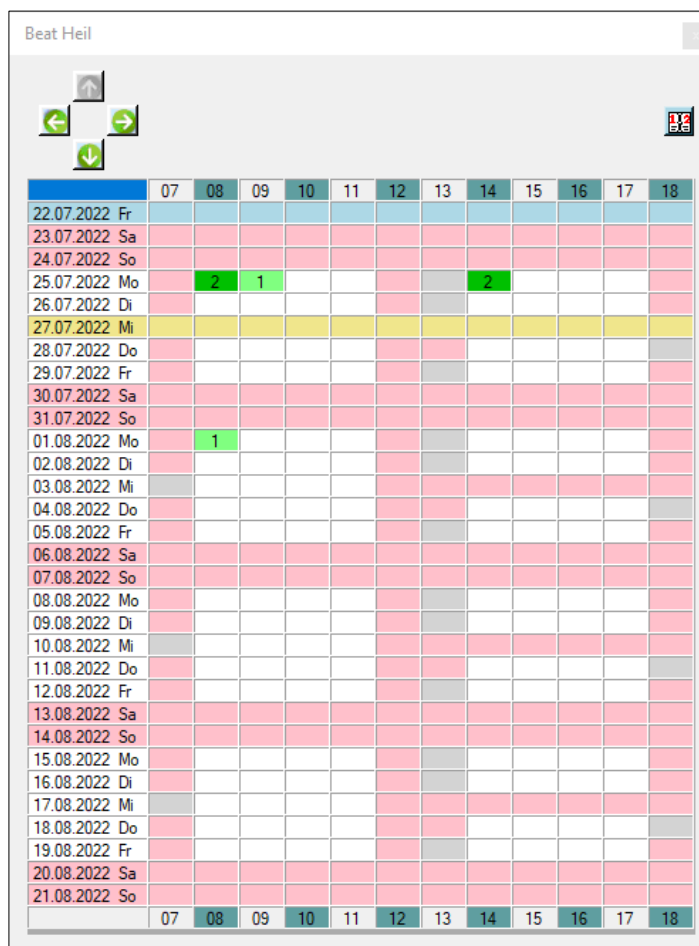 Beat Heil
07 08 09 10 11 12 13 14 15 16 17 18
22.07.2022 Fr
23.07.2022 Sa
24.07.2022 So
25.07.2022 Mo 2 1 2
26.07.2022 Di
27.07.2022 Mi
28.07.2022 Do
29.07.2022 Fr
30.07.2022 Sa
31.07.2022 So
01.08.2022 Mo 1
02.08.2022 Di
03.08.2022 Mi
04.08.2022 Do
05.08.2022 Fr
06.08.2022 Sa
07.08.2022 So
08.08.2022 Mo
09.08.2022 Di
10.08.2022 Mi
11.08.2022 Do
12.08.2022 Fr
13.08.2022 Sa
14.08.2022 So
15.08.2022 Mo
16.08.2022 Di
17.08.2022 Mi
18.08.2022 Do
19.08.2022 Fr
20.08.2022 Sa
21.08.2022 So
07 08 09 10 11 12 13 14 15 16 17 18